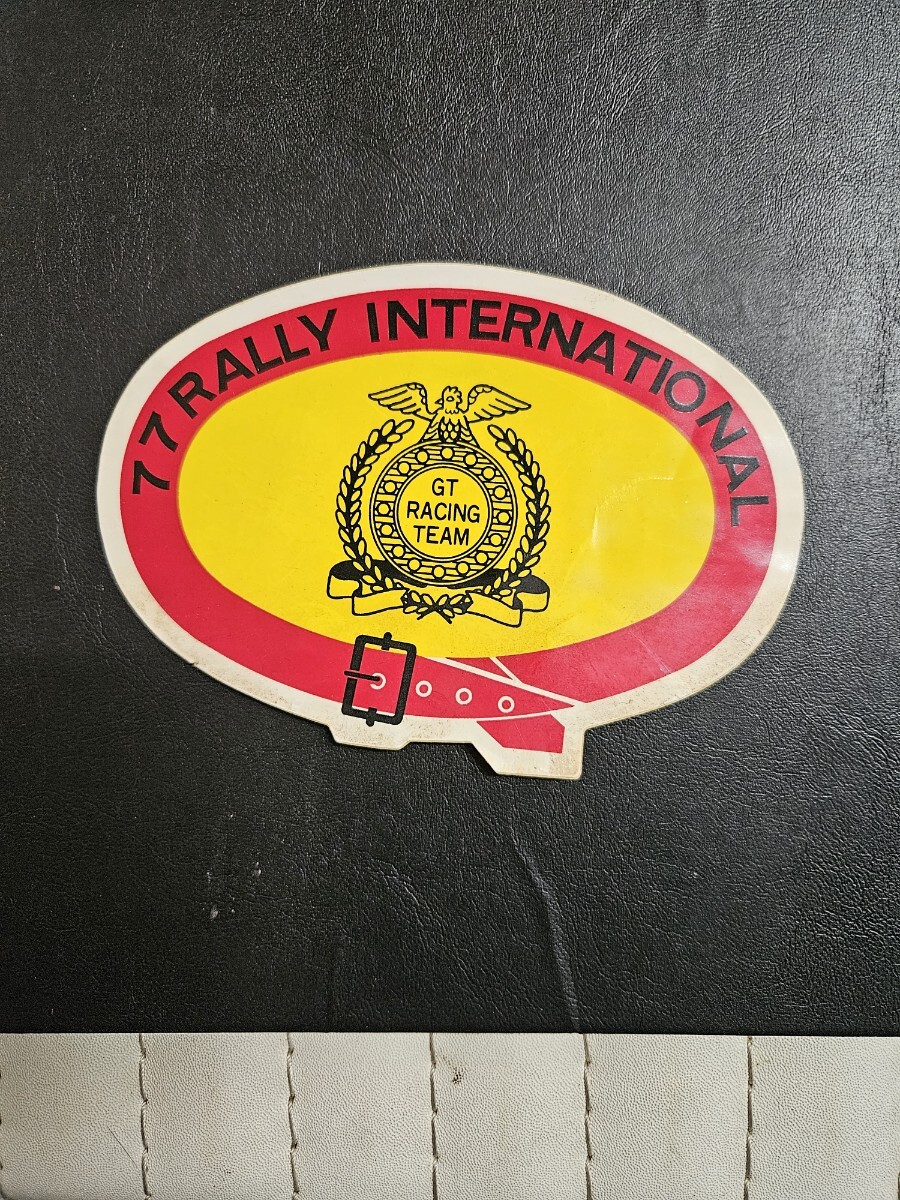 77 RALLY INTERNATIONAL
GT
RACING
TEAM